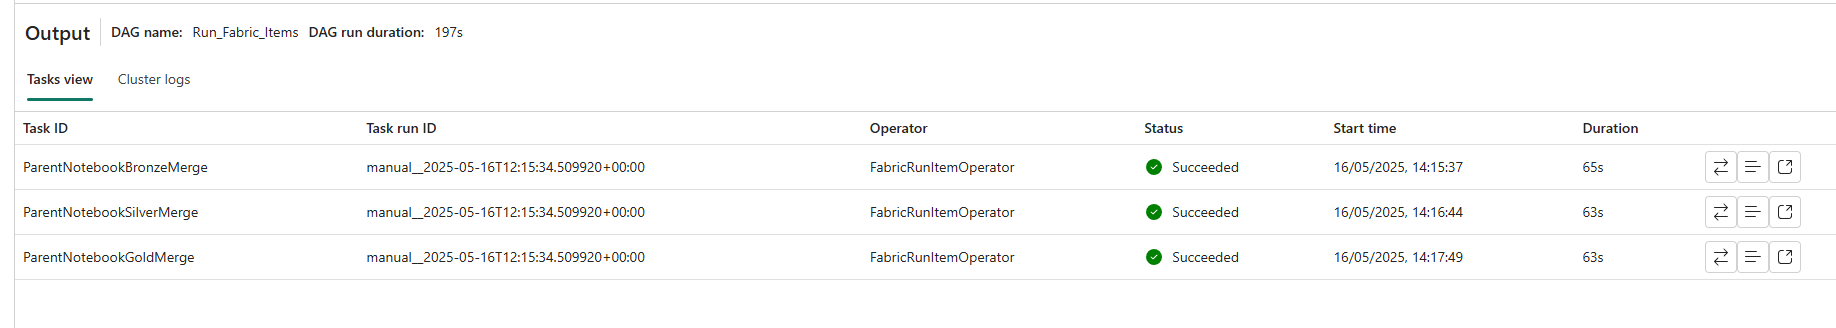 Output DAG name: Run_Fabric_Items DAG run duration: 197s
Tasks view Cluster logs
Task ID Task run ID Operator Status Start time Duration
ParentNotebookBronzeMerge manual__2025-05-16T12:15:34.509920+00:00 FabricRunItemOperator Succeeded 16/05/2025, 14:15:37 65s
ParentNotebookSilverMerge manual__2025-05-16T12:15:34.509920+00:00 FabricRunItemOperator Succeeded 16/05/2025, 14:16:44 63s
ParentNotebookGoldMerge manual__2025-05-16T12:15:34.509920+00:00 FabricRunItemOperator Succeeded 16/05/2025, 14:17:49 63s